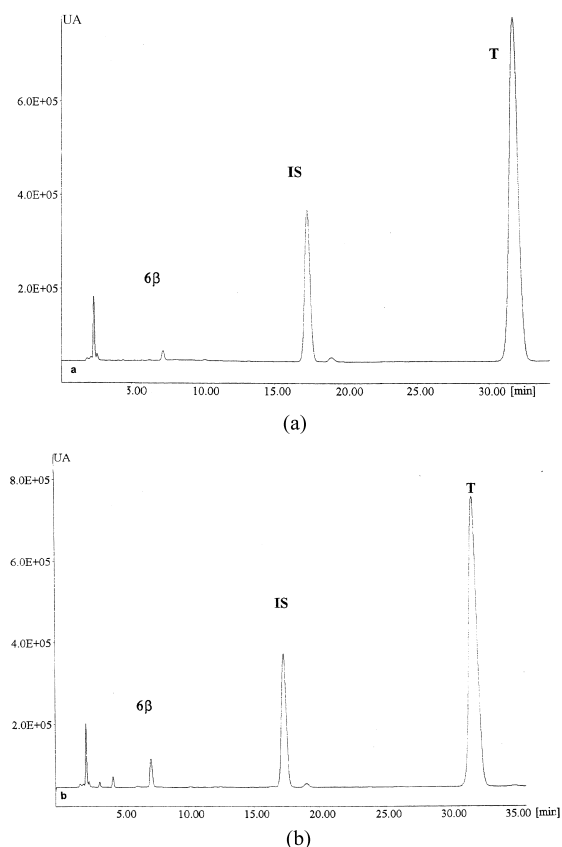 UA
T
6.0E+05
IS
4.0E+05
6β
2.0E+05
a
5.00 10.00 15.00 20.00 25.00 30.00 [min]
(a)
UA
8.0E+05
T
6.0E+05
IS
4.0E+05
6β
2.0E+05
b
5.00 10.00 15.00 20.00 25.00 30.00 35.00 [min]
(b)